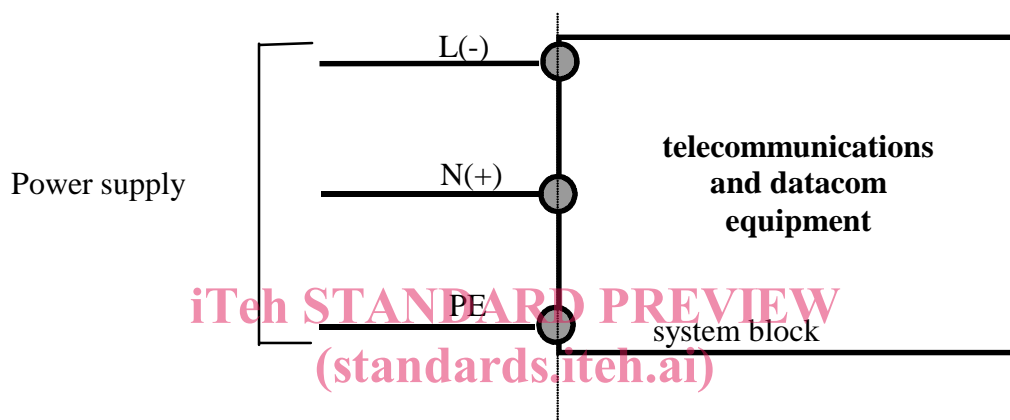 L(-)
telecommunications
and datacom
equipment
N(+)
Power supply
PE
system block
iTeh STANDARD PREVIEW
(standards.iteh.ai)